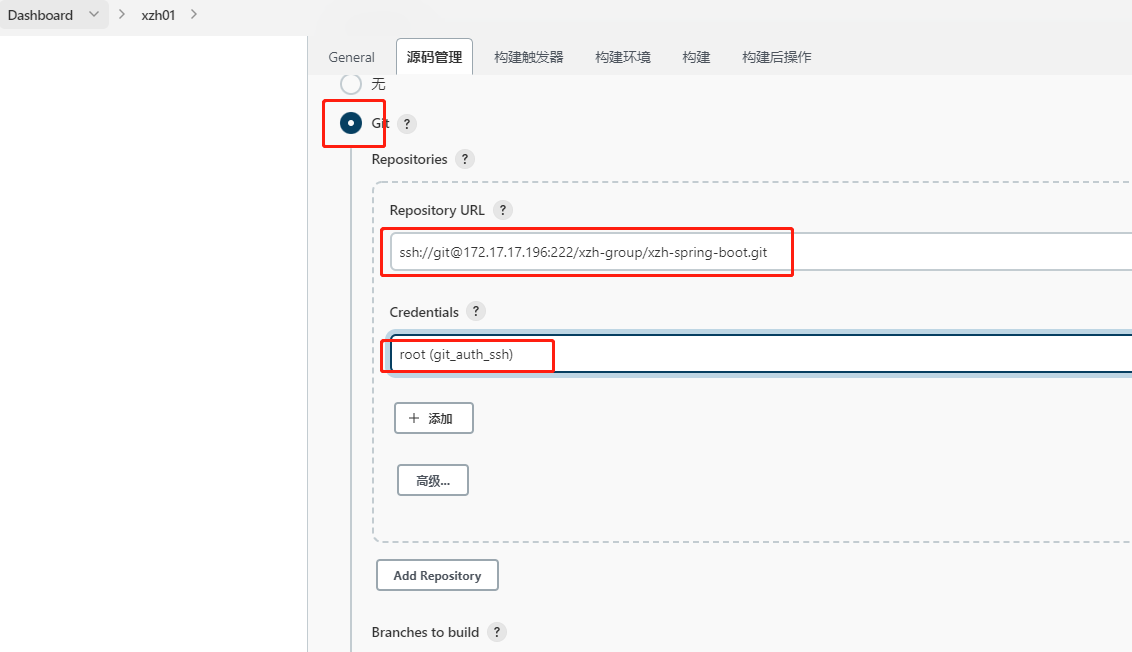 Dashboard xzh01
General 源码管理 构建触发器 构建环境 构建 构建后操作
无
Git ?
Repositories ?
Repository URL ?
ssh://git@172.17.17.196:222/xzh-group/xzh-spring-boot.git
Credentials ?
root (git_auth_ssh)
+ 添加
高级...
Add Repository
Branches to build ?